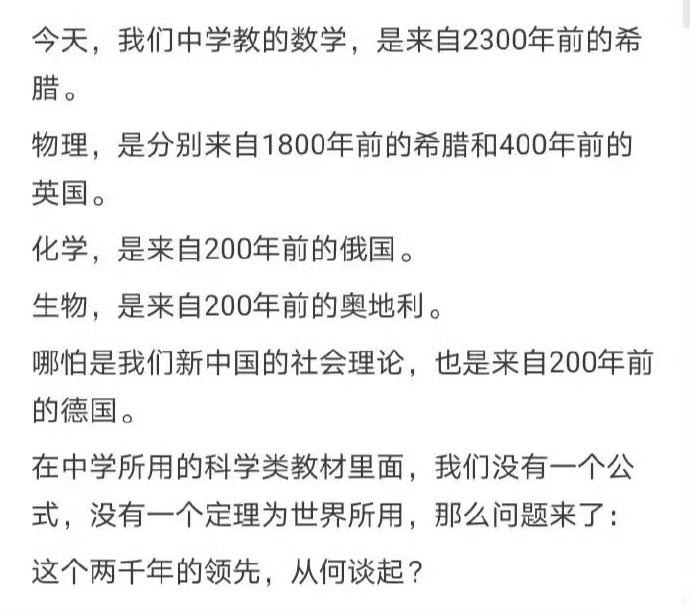 今天，我们中学教的数学，是来自2300年前的希
腊。
物理，是分别来自1800年前的希腊和400年前的
英国。
化学，是来自200年前的俄国。
生物，是来自200年前的奥地利。
哪怕是我们新中国的社会理论，也是来自200年前
的德国。
在中学所用的科学类教材里面，我们没有一个公
式，没有一个定理为世界所用，那么问题来了：
这个两千年的领先，从何谈起？